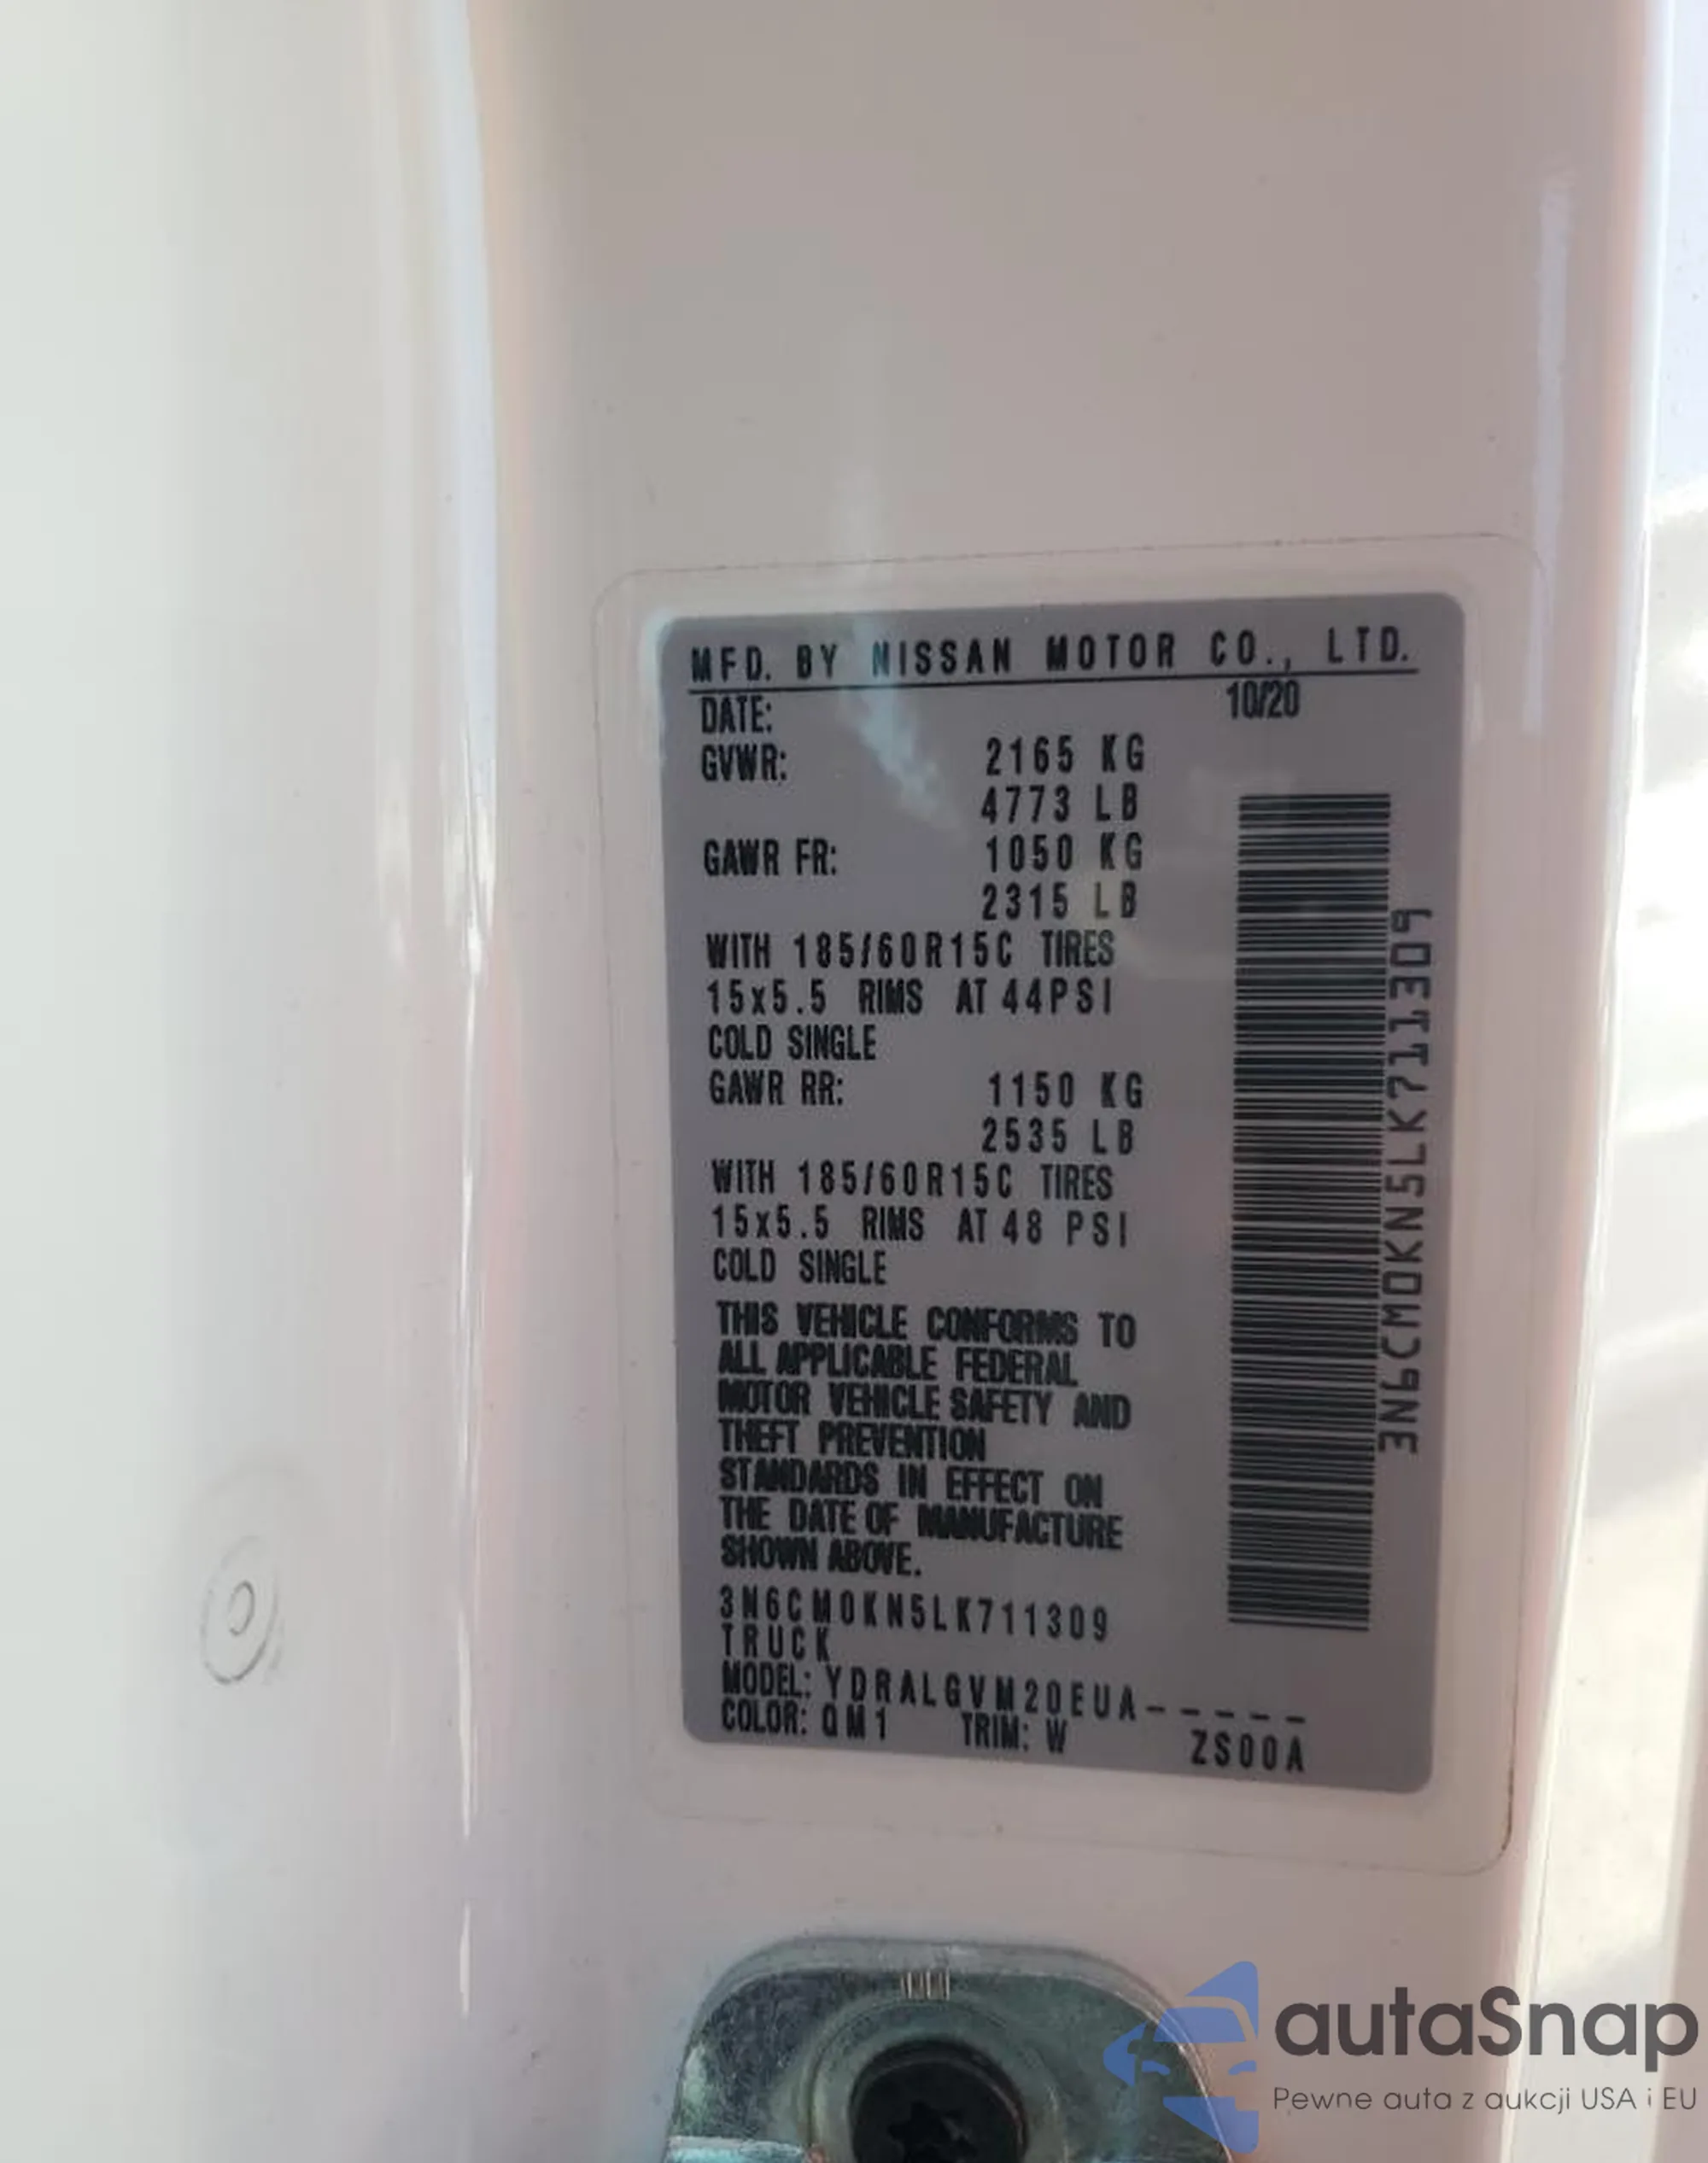 MFD. BY NISSAN MOTOR CO., LTD.
DATE: 10/20
GVWR: 2165 KG
4773 LB
GAWR FR: 1050 KG
2315 LB
WITH 185/60R15C TIRES
15x5.5 RIMS AT 44PSI
COLD SINGLE
GAWR RR: 1150 KG
2535 LB
WITH 185/60R15C TIRES
15x5.5 RIMS AT 48 PSI
COLD SINGLE
THIS VEHICLE CONFORMS TO
ALL APPLICABLE FEDERAL
MOTOR VEHICLE SAFETY AND
THEFT PREVENTION
STANDARDS IN EFFECT ON
THE DATE OF MANUFACTURE
SHOWN ABOVE.
3N6CM0KN5LK711309
TRUCK
MODEL: YDRALGVM20EUA-----
COLOR: QM1 TRIM: W ZS00A
3N6CM0KN5LK711309
autaSnap
Pewne auta z aukcji USA i EU